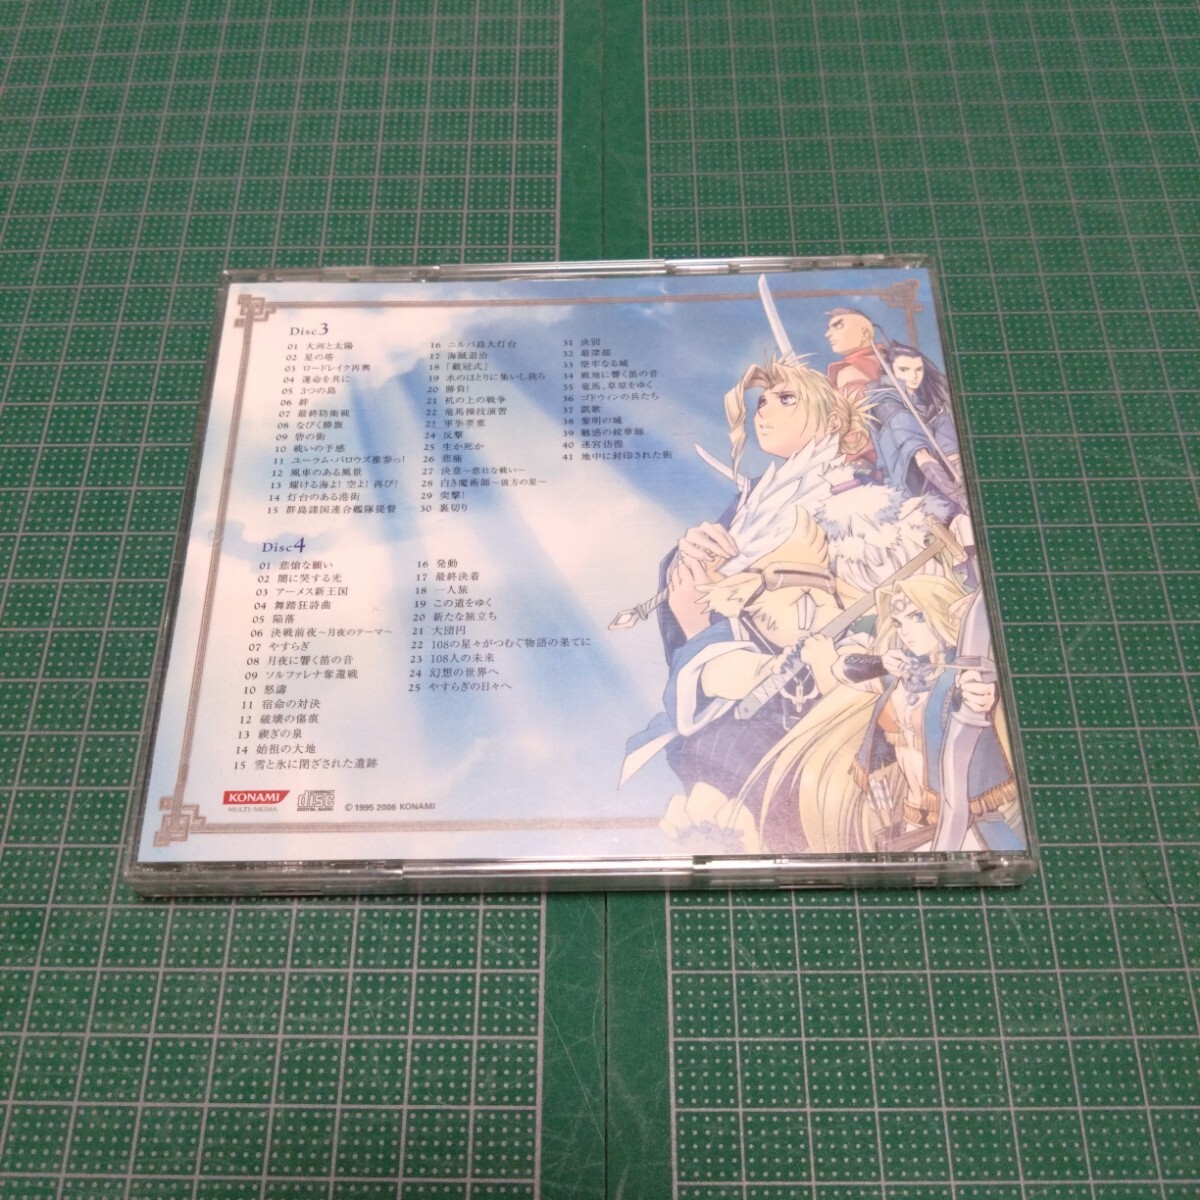 Disc3
01 大河と太陽
02 星の塔
03 ロードレイク再興
04 運命を共に
05 3つの島
06 絆
07 最終防衛戦
08 なびく勝旗
09 砦の街
10 戦いの予感
11 ユーラム・バロウズ推参っ!
12 風車のある風景
13 耀ける海よ! 空よ! 再び!
14 灯台のある港街
15 群島諸国連合艦隊提督
16 ニルバ島大灯台
17 海賊退治
18 「戴冠式」
19 水のほとりに集いし我ら
20 勝負!
21 机の上の戦争
22 竜馬操技演習
23 軍令要塞
24 反撃
25 生か死か
26 悲痛
27 決意～悲壮な戦い～
28 白き魔術師～彼方の星～
29 突撃!
30 裏切り
31 決別
32 最深部
33 堅牢なる城
34 戦地に響く笛の音
35 竜馬、草原をゆく
36 ゴドウィンの兵たち
37 凱歌
38 黎明の城
39 魅惑の紋章師
40 迷宮彷徨
41 地中に封印された街
Disc4
01 悲愴な願い
02 闇に哭する光
03 アーメス新王国
04 舞踏狂詩曲
05 陥落
06 決戦前夜～月夜のテーマ～
07 やすらぎ
08 月夜に響く笛の音
09 ソルファレナ奪還戦
10 怒濤
11 宿命の対決
12 破壊の傷痕
13 禊ぎの泉
14 始祖の大地
15 雪と氷に閉ざされた遺跡
16 発動
17 最終決着
18 一人旅
19 この道をゆく
20 新たな旅立ち
21 大団円
22 108の星々がつむぐ物語の果てに
23 108人の未来
24 幻想の世界へ
25 やすらぎの日々へ
KONAMI
MULTI-MEDIA
disc
DIGITAL AUDIO
© 1995 2006 KONAMI